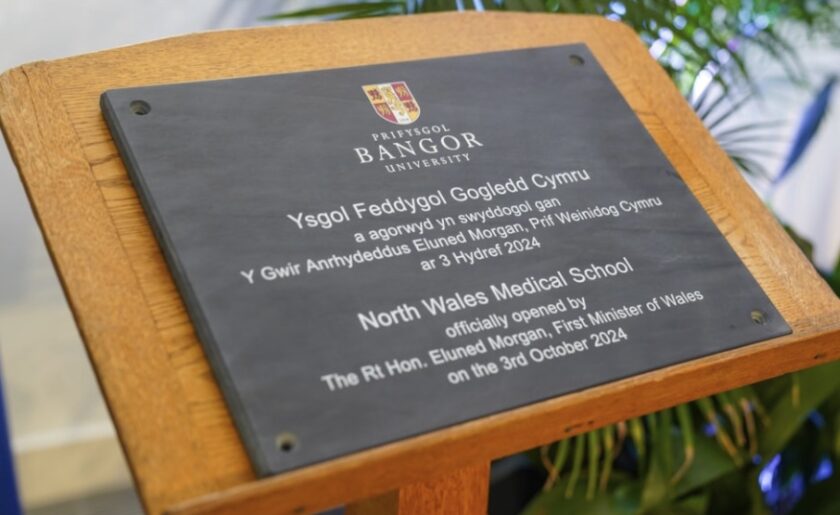 PRIFYSGOL
BANGOR
UNIVERSITY
Ysgol Feddygol Gogledd Cymru
a agorwyd yn swyddogol gan
Y Gwir Anrhydeddus Eluned Morgan, Prif Weinidog Cymru
ar 3 Hydref 2024
North Wales Medical School
officially opened by
The Rt Hon. Eluned Morgan, First Minister of Wales
on the 3rd October 2024